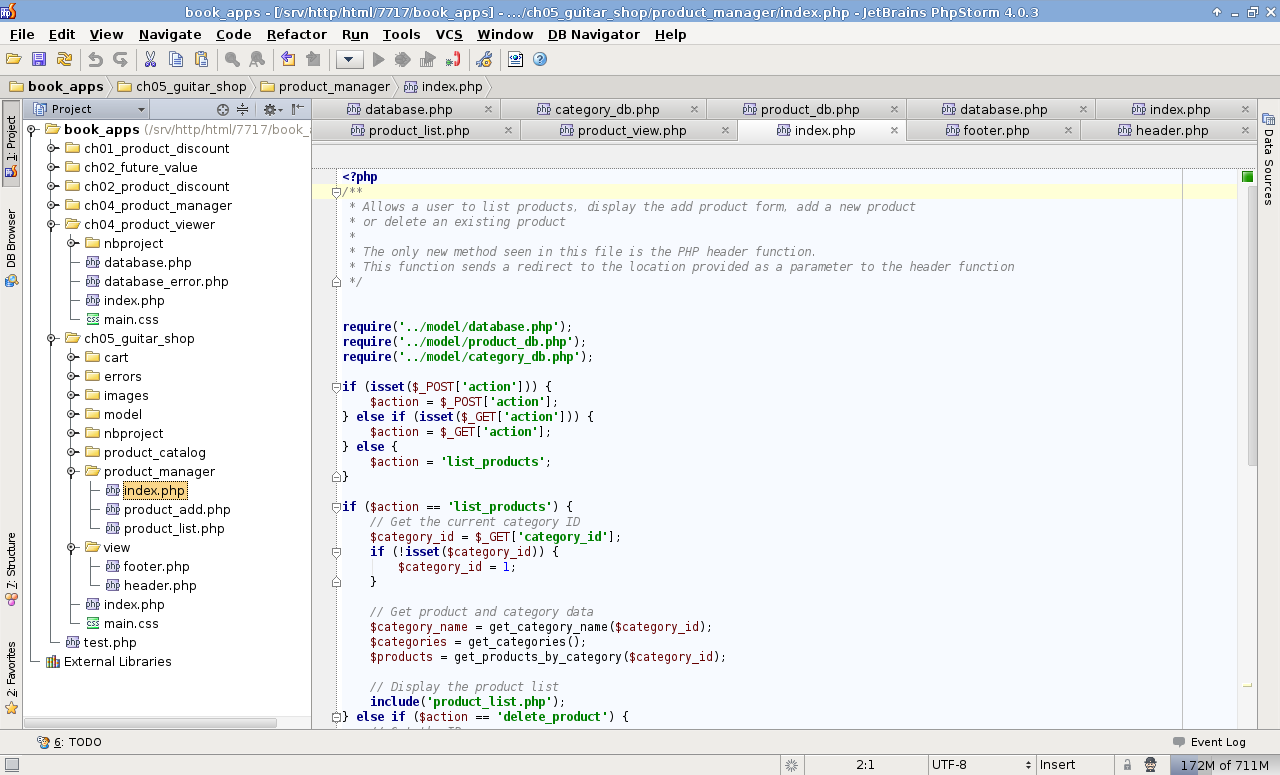 book_apps - [/srv/http/html/7717/book_apps] - .../ch05_guitar_shop/product_manager/index.php - JetBrains PhpStorm 4.0.3
File Edit View Navigate Code Refactor Run Tools VCS Window DB Navigator Help
book_apps ch05_guitar_shop product_manager index.php
1: Project
DB Browser
7: Structure
2: Favorites
Project
book_apps (/srv/http/html/7717/book_
ch01_product_discount
ch02_future_value
ch02_product_discount
ch04_product_manager
ch04_product_viewer
nbproject
database.php
database_error.php
index.php
main.css
ch05_guitar_shop
cart
errors
images
model
nbproject
product_catalog
product_manager
index.php
product_add.php
product_list.php
view
footer.php
header.php
index.php
main.css
test.php
External Libraries
database.php category_db.php product_db.php database.php index.php
product_list.php product_view.php index.php footer.php header.php
<?php
/**
* Allows a user to list products, display the add product form, add a new product
* or delete an existing product
*
* The only new method seen in this file is the PHP header function.
* This function sends a redirect to the location provided as a parameter to the header function
*/
require('../model/database.php');
require('../model/product_db.php');
require('../model/category_db.php');
if (isset($_POST['action'])) {
$action = $_POST['action'];
} else if (isset($_GET['action'])) {
$action = $_GET['action'];
} else {
$action = 'list_products';
}
if ($action == 'list_products') {
// Get the current category ID
$category_id = $_GET['category_id'];
if (!isset($category_id)) {
$category_id = 1;
}
// Get product and category data
$category_name = get_category_name($category_id);
$categories = get_categories();
$products = get_products_by_category($category_id);
// Display the product list
include('product_list.php');
} else if ($action == 'delete_product') {
Data Sources
6: TODO
Event Log
2:1 UTF-8 Insert 172M of 711M